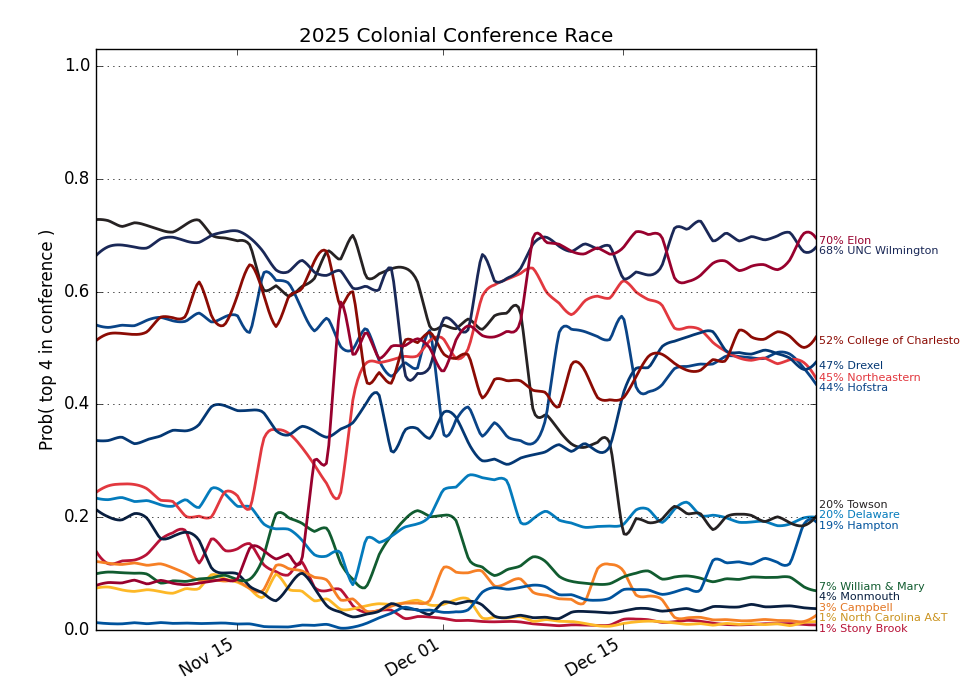 2025 Colonial Conference Race
Prob( top 4 in conference )
1.0
0.8
0.6
0.4
0.2
0.0
Nov 15
Dec 01
Dec 15
70% Elon
68% UNC Wilmington
52% College of Charlesto
47% Drexel
45% Northeastern
44% Hofstra
20% Towson
20% Delaware
19% Hampton
7% William & Mary
4% Monmouth
3% Campbell
1% North Carolina A&T
1% Stony Brook